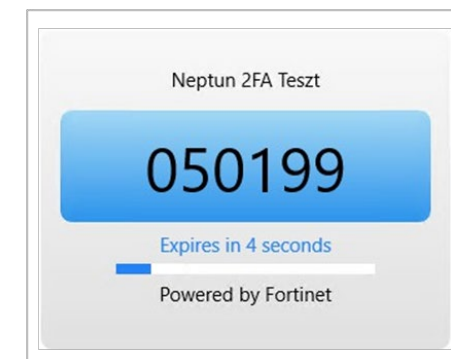 Neptun 2FA Teszt
050199
Expires in 4 seconds
Powered by Fortinet